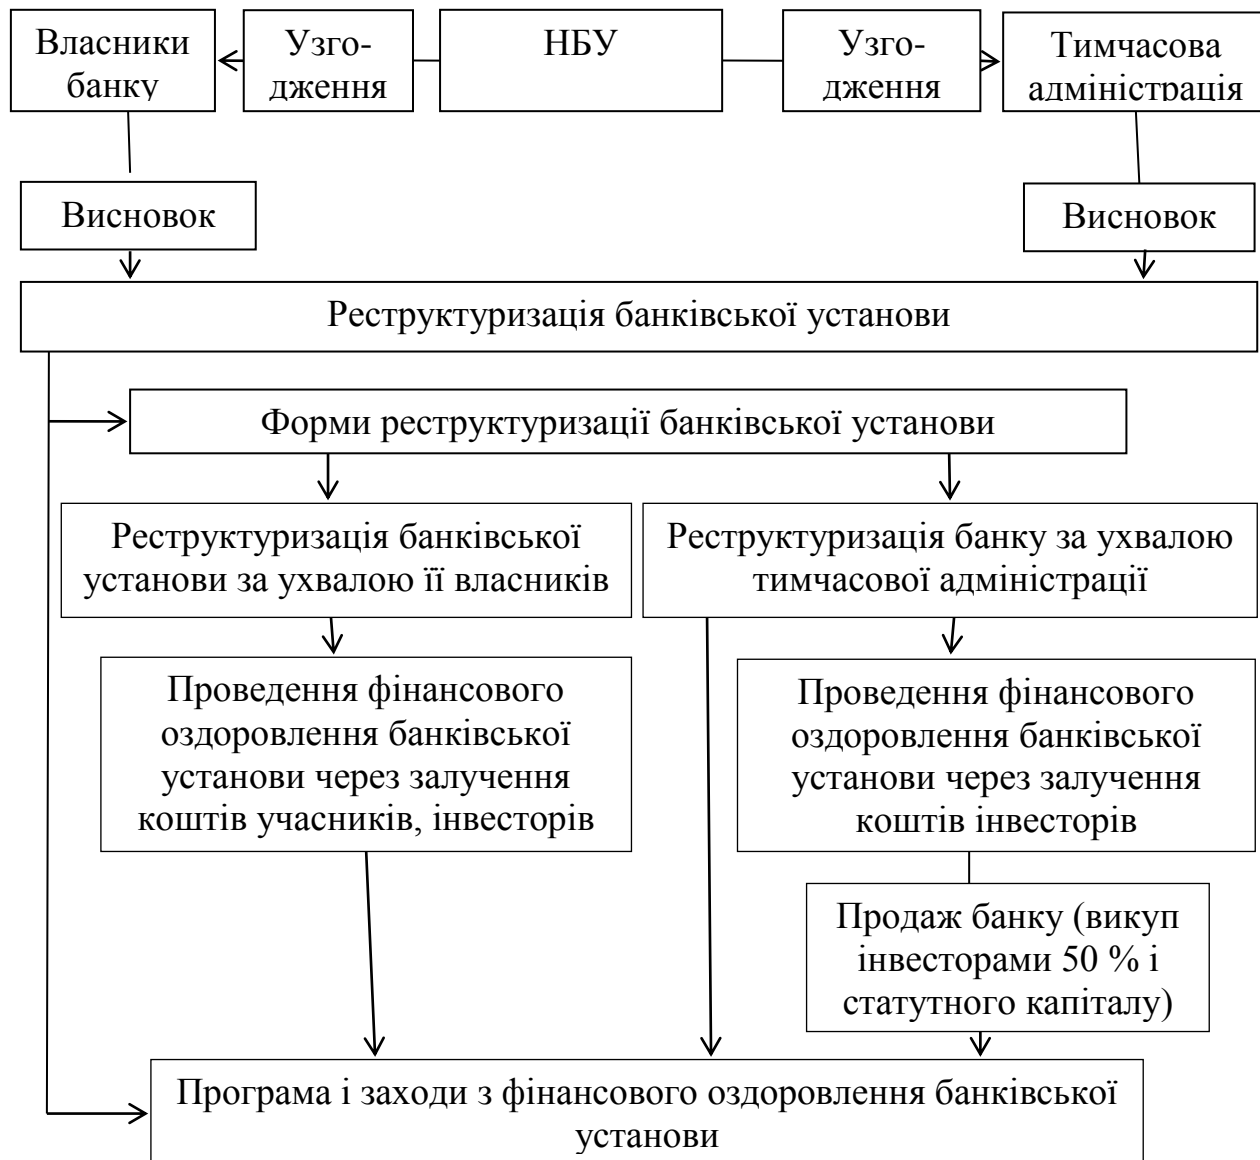 Власники
банку
Узго-
дження
НБУ
Узго-
дження
Тимчасова
адміністрація
Висновок
Висновок
Реструктуризація банківської установи
Форми реструктуризації банківської установи
Реструктуризація банківської
установи за ухвалою її власників
Реструктуризація банку за ухвалою
тимчасової адміністрації
Проведення фінансового
оздоровлення банківської
установи через залучення
коштів учасників, інвесторів
Проведення фінансового
оздоровлення банківської
установи через залучення
коштів інвесторів
Продаж банку (викуп
інвесторами 50 % і
статутного капіталу)
Програма і заходи з фінансового оздоровлення банківської
установи